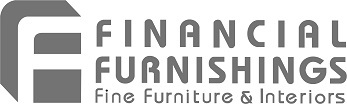 FINANCIAL
FURNISHINGS
Fine Furniture & Interiors